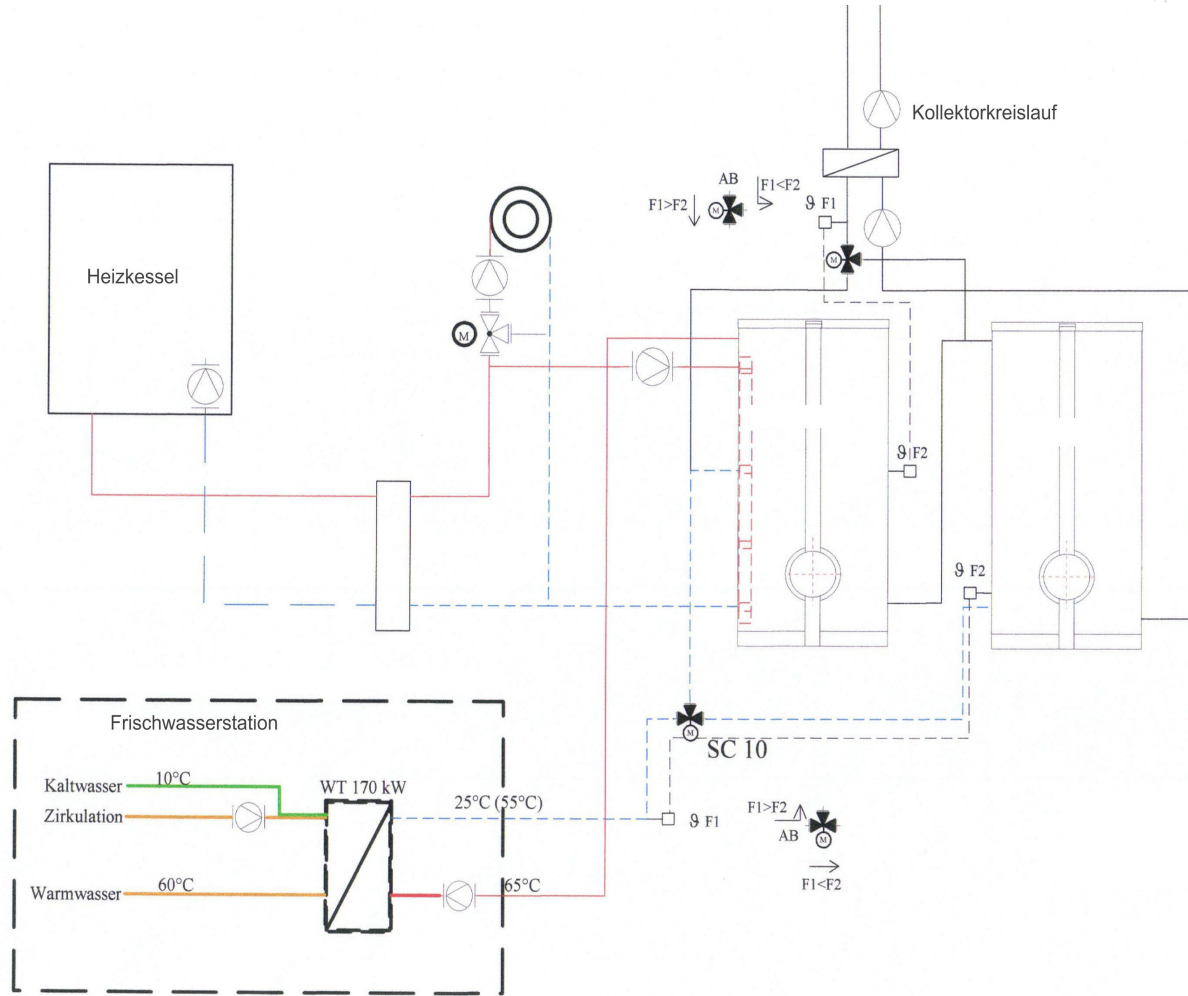 Kollektorkreislauf
AB
F1<F2
F1>F2
M
ϑ F1
M
Heizkessel
M
ϑ F2
ϑ F2
M
SC 10
Frischwasserstation
Kaltwasser 10°C
WT 170 kW
Zirkulation
25°C (55°C)
ϑ F1
F1>F2
AB
M
F1<F2
Warmwasser 60°C
65°C